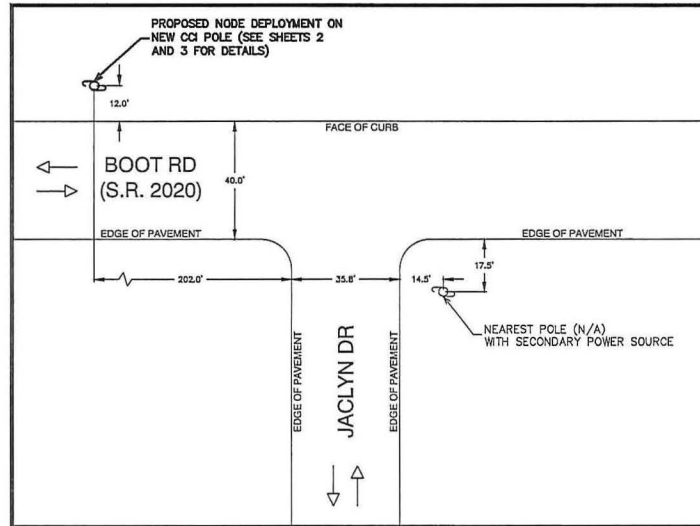 PROPOSED NODE DEPLOYMENT ON
NEW CCI POLE (SEE SHEETS 2
AND 3 FOR DETAILS)
12.0'
FACE OF CURB
BOOT RD
(S.R. 2020)
40.0'
EDGE OF PAVEMENT
EDGE OF PAVEMENT
202.0'
35.8'
14.5'
17.5'
NEAREST POLE (N/A)
WITH SECONDARY POWER SOURCE
EDGE OF PAVEMENT
JACLYN DR
EDGE OF PAVEMENT